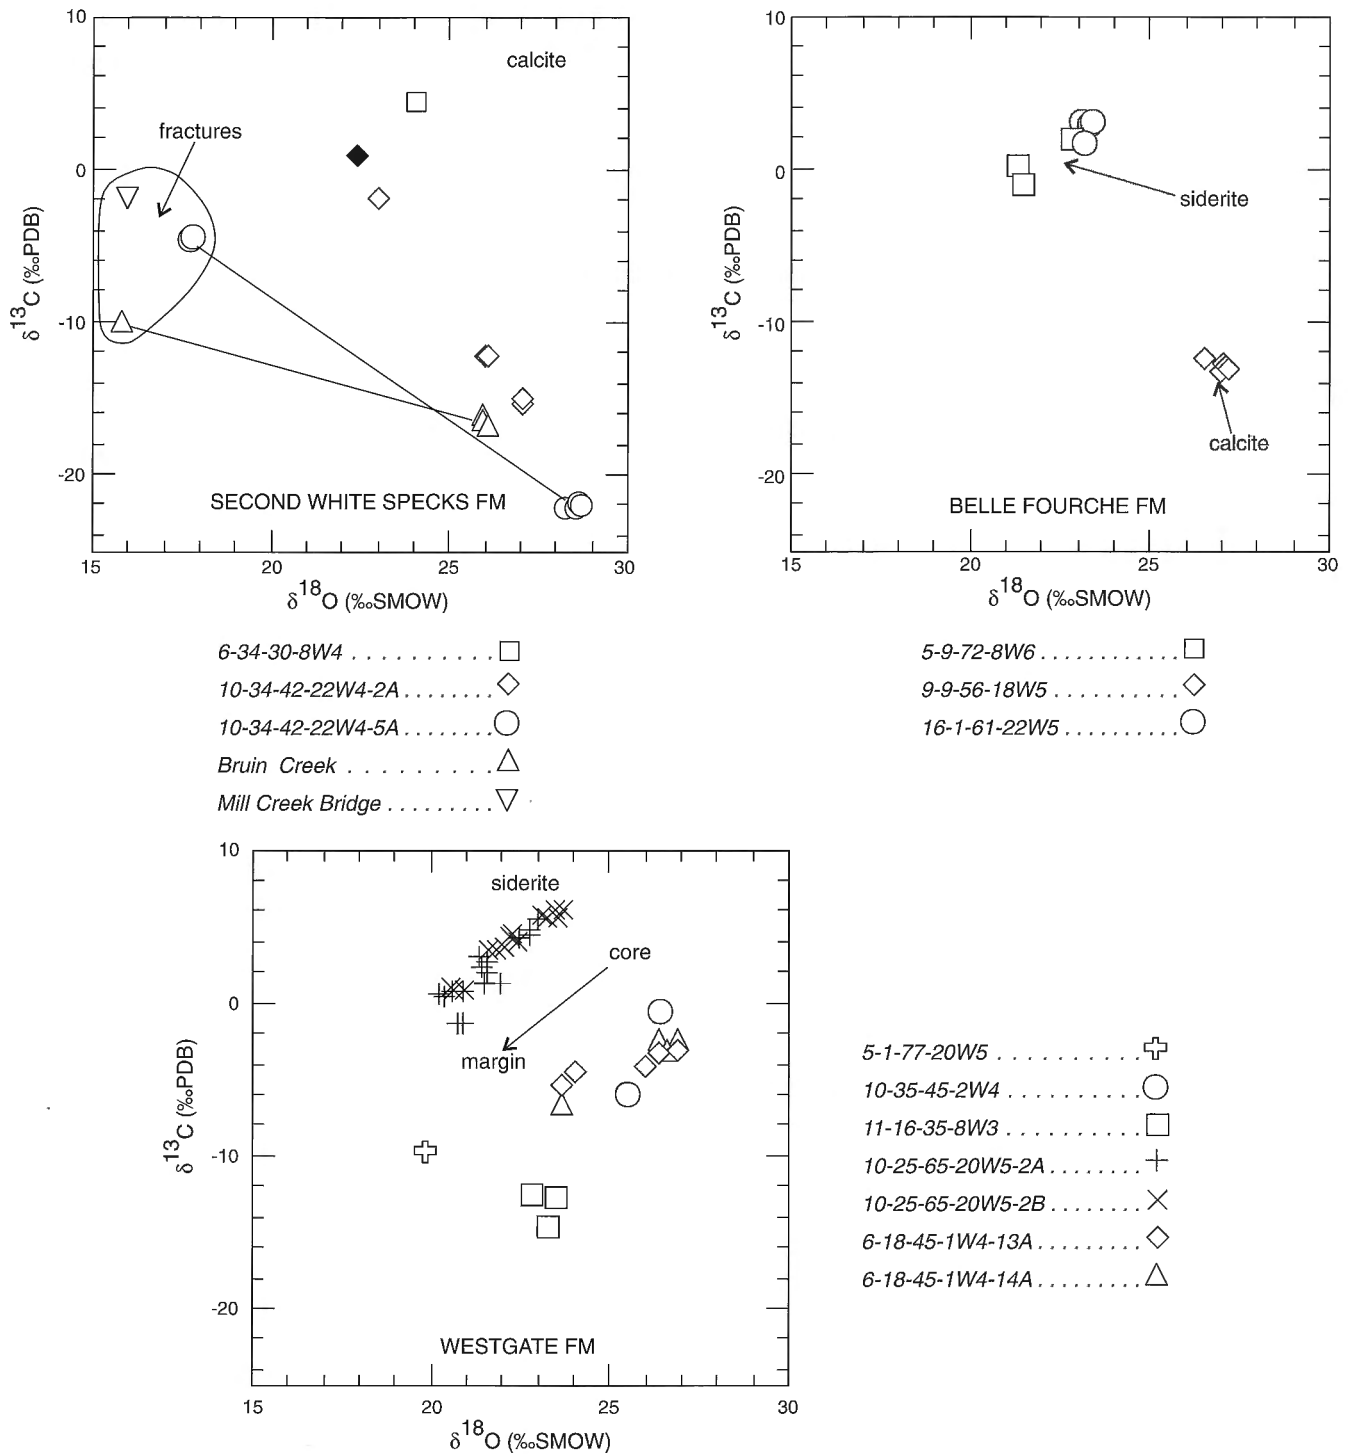 10
0
-10
-20
15
20
25
30
δ13C (‰PDB)
δ18O (‰SMOW)
calcite
fractures
SECOND WHITE SPECKS FM
6-34-30-8W4 . . . . . . . . . .
10-34-42-22W4-2A . . . . . . . .
10-34-42-22W4-5A . . . . . . . .
Bruin Creek . . . . . . . . . .
Mill Creek Bridge . . . . . . . . .
10
0
-10
-20
15
20
25
30
δ13C (‰PDB)
δ18O (‰SMOW)
siderite
calcite
BELLE FOURCHE FM
5-9-72-8W6 . . . . . . . . . . . .
9-9-56-18W5 . . . . . . . . . . .
16-1-61-22W5 . . . . . . . . . .
10
0
-10
-20
15
20
25
30
δ13C (‰PDB)
δ18O (‰SMOW)
siderite
core
margin
WESTGATE FM
5-1-77-20W5 . . . . . . . . . . .
10-35-45-2W4 . . . . . . . . . .
11-16-35-8W3 . . . . . . . . . .
10-25-65-20W5-2A . . . . . . . .
10-25-65-20W5-2B . . . . . . . .
6-18-45-1W4-13A . . . . . . . . .
6-18-45-1W4-14A . . . . . . . . .